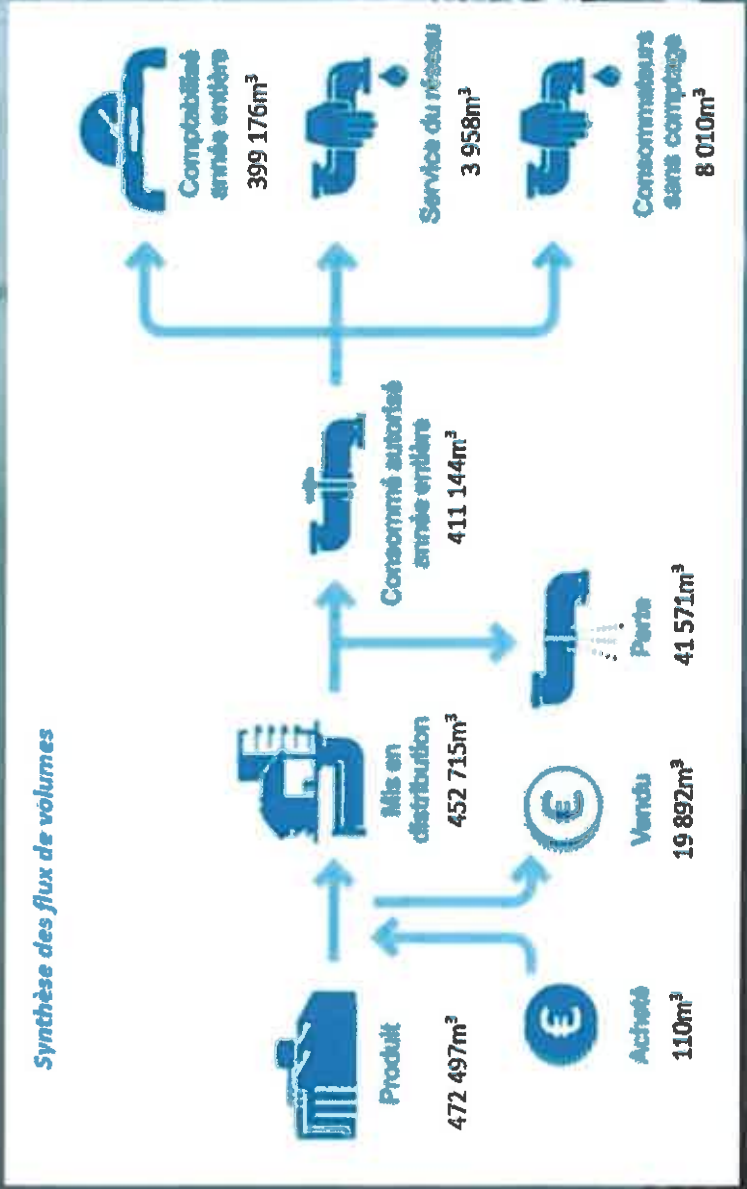 Synthèse des flux de volumes
Produit
472 497m³
Acheté
110m³
Vendu
19 892m³
Mis en
distribution
452 715m³
Perte
41 571m³
Consommé autorisé
année entière
411 144m³
Comptabilisé
année entière
399 176m³
Service du réseau
3 958m³
Consommateurs
sans comptage
8 010m³